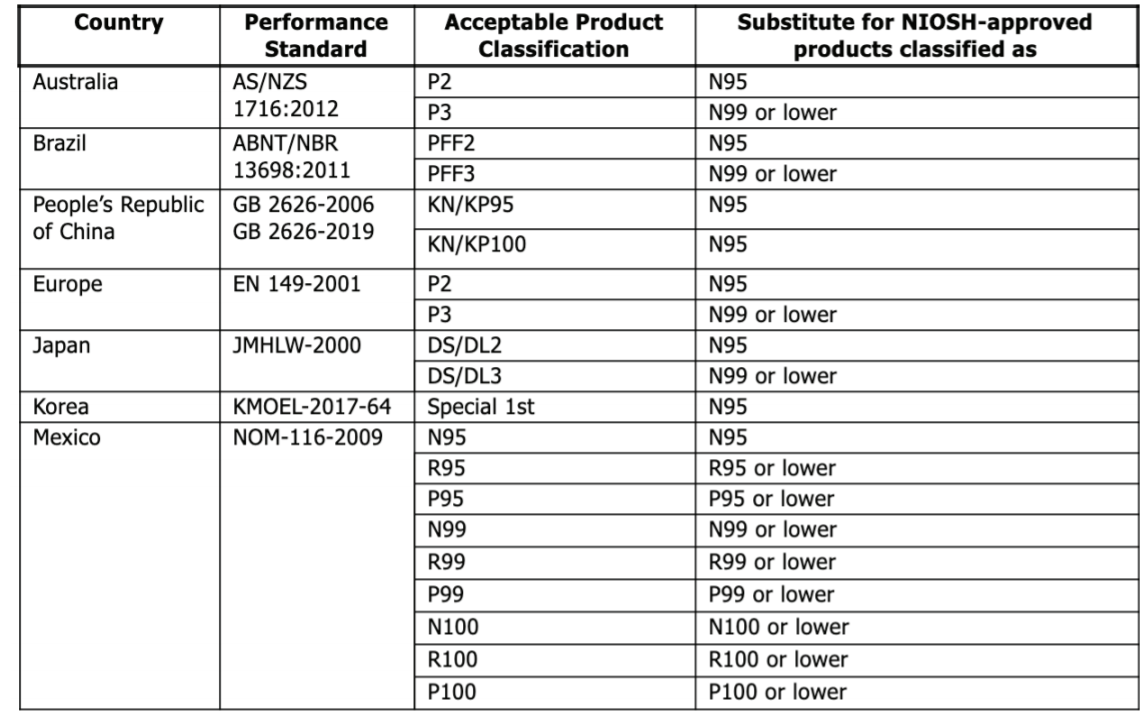 Country Performance Standard Acceptable Product Classification Substitute for NIOSH-approved products classified as
Australia AS/NZS 1716:2012 P2 N95
P3 N99 or lower
Brazil ABNT/NBR 13698:2011 PFF2 N95
PFF3 N99 or lower
People’s Republic of China GB 2626-2006 GB 2626-2019 KN/KP95 N95
KN/KP100 N95
Europe EN 149-2001 P2 N95
P3 N99 or lower
Japan JMHLW-2000 DS/DL2 N95
DS/DL3 N99 or lower
Korea KMOEL-2017-64 Special 1st N95
Mexico NOM-116-2009 N95 N95
R95 R95 or lower
P95 P95 or lower
N99 N99 or lower
R99 R99 or lower
P99 P99 or lower
N100 N100 or lower
R100 R100 or lower
P100 P100 or lower